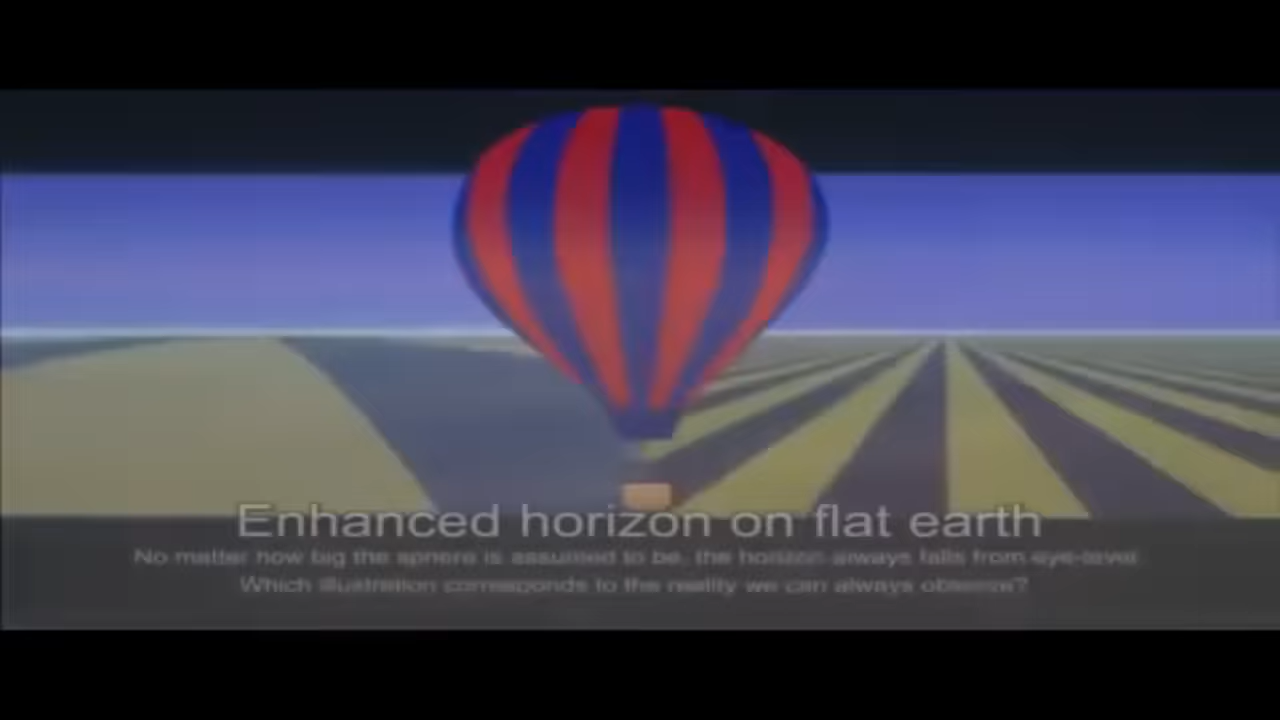 Enhanced horizon on flat earth
No matter how big the sphere is assumed to be, the horizon always falls from eye-level
Which illustration corresponds to the reality we can always observe?